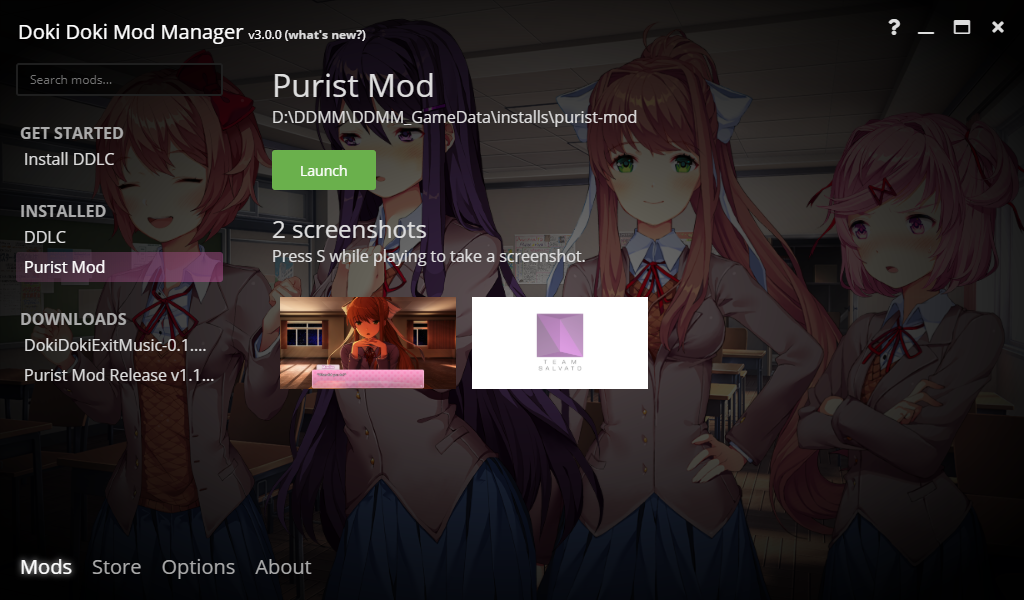 Doki Doki Mod Manager v3.0.0 (what's new?)
Search mods...
GET STARTED
Install DDLC
INSTALLED
DDLC
Purist Mod
DOWNLOADS
DokiDokiExitMusic-0.1....
Purist Mod Release v1.1...
Purist Mod
D:\DDMM\DDMM_GameData\installs\purist-mod
Launch
2 screenshots
Press S while playing to take a screenshot.
TEAM
SALVATO
Mods Store Options About